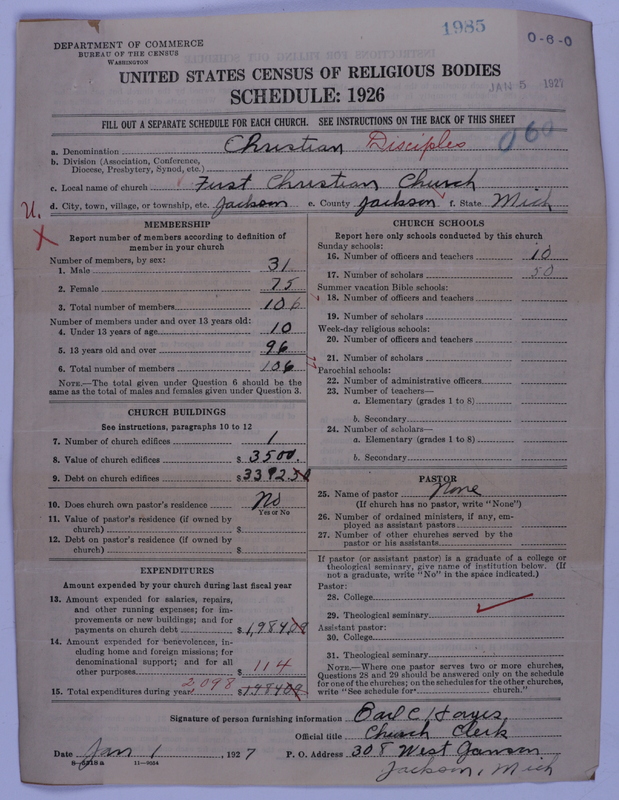 1985
0-6-0
DEPARTMENT OF COMMERCE
BUREAU OF THE CENSUS
WASHINGTON
UNITED STATES CENSUS OF RELIGIOUS BODIES
JAN 5 1927
SCHEDULE: 1926
FILL OUT A SEPARATE SCHEDULE FOR EACH CHURCH. SEE INSTRUCTIONS ON THE BACK OF THIS SHEET
060
a. Denomination Christian Disciples
b. Division (Association, Conference, Diocese, Presbytery, Synod, etc.)
c. Local name of church First Christian Church
d. City, town, village, or township, etc. Jackson e. County Jackson f. State Mich
U.
X
MEMBERSHIP
Report number of members according to definition of
member in your church
Number of members, by sex:
1. Male 31
2. Female 75
3. Total number of members 106
Number of members under and over 13 years old:
4. Under 13 years of age 10
5. 13 years old and over 96
6. Total number of members 106
NOTE.—The total given under Question 6 should be
same as the total of males and females given under Question 3.
CHURCH BUILDINGS
See instructions, paragraphs 10 to 12
7. Number of church edifices 1
8. Value of church edifices $ 3500.
9. Debt on church edifices $ 339250
10. Does church own pastor's residence No
Yes or No
11. Value of pastor's residence (if owned by
church) $
12. Debt on pastor's residence (if owned by
church) $
EXPENDITURES
Amount expended by your church during last fiscal year
13. Amount expended for salaries, repairs,
and other running expenses; for im-
provements or new buildings; and for
payments on church debt $ 1,98409
14. Amount expended for benevolences, in-
cluding home and foreign missions; for
denominational support; and for all
other purposes $ 114
15. Total expenditures during year 2098 $ 198409
CHURCH SCHOOLS
Report here only schools conducted by this church
Sunday schools:
16. Number of officers and teachers 10
17. Number of scholars 50
Summer vacation Bible schools:
18. Number of officers and teachers
19. Number of scholars
Week-day religious schools:
20. Number of officers and teachers
21. Number of scholars
Parochial schools:
22. Number of administrative officers
23. Number of teachers—
a. Elementary (grades 1 to 8)
b. Secondary
24. Number of scholars—
a. Elementary (grades 1 to 8)
b. Secondary
PASTOR
25. Name of pastor None
(If church has no pastor, write "None")
26. Number of ordained ministers, if any, em-
ployed as assistant pastors
27. Number of other churches served by the
pastor or his assistants
If pastor (or assistant pastor) is a graduate of a college or
theological seminary, give name of institution below. (If
not a graduate, write "No" in the space indicated.)
Pastor:
28. College
29. Theological seminary
Assistant pastor:
30. College
31. Theological seminary
NOTE.—Where one pastor serves two or more churches,
Questions 28 and 29 should be answered only on the schedule
for one of the churches; on the schedules for the other churches,
write "See schedule for church."
Signature of person furnishing information Earl C. Hayes
Official title Church Clerk
Date Jan 1, 1927 P. O. Address 308 West Ganson
8-5318a 11-9054
Jackson, Mich